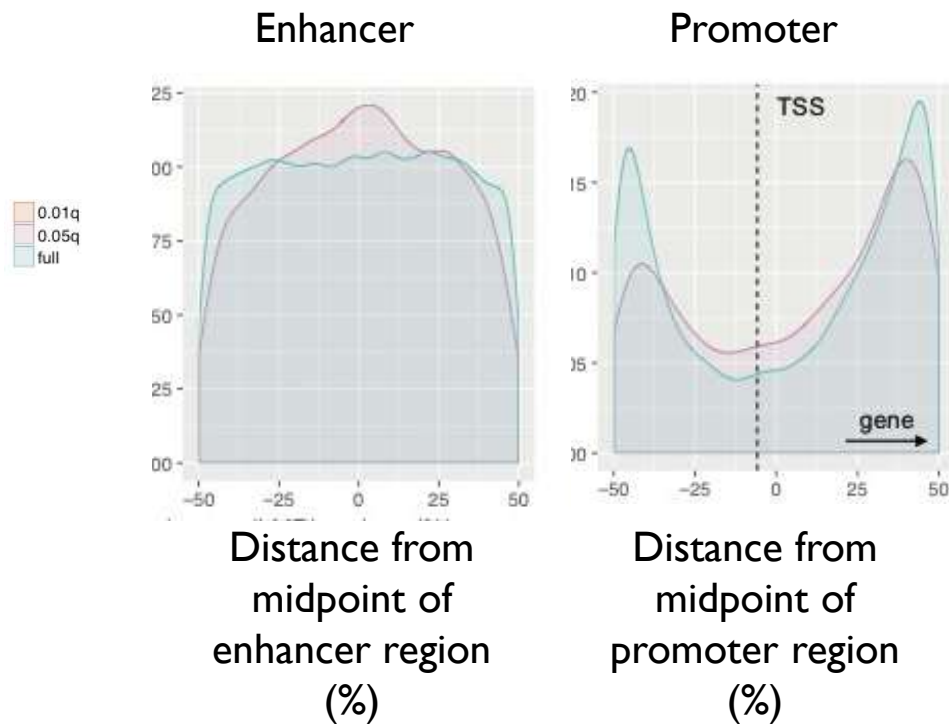 Enhancer
Promoter
0.01q
0.05q
full
25
00
75
50
25
00
−50 −25 0 25 50
20
15
10
05
00
TSS
gene
−50 −25 0 25 50
Distance from
midpoint of
enhancer region
(%)
Distance from
midpoint of
promoter region
(%)